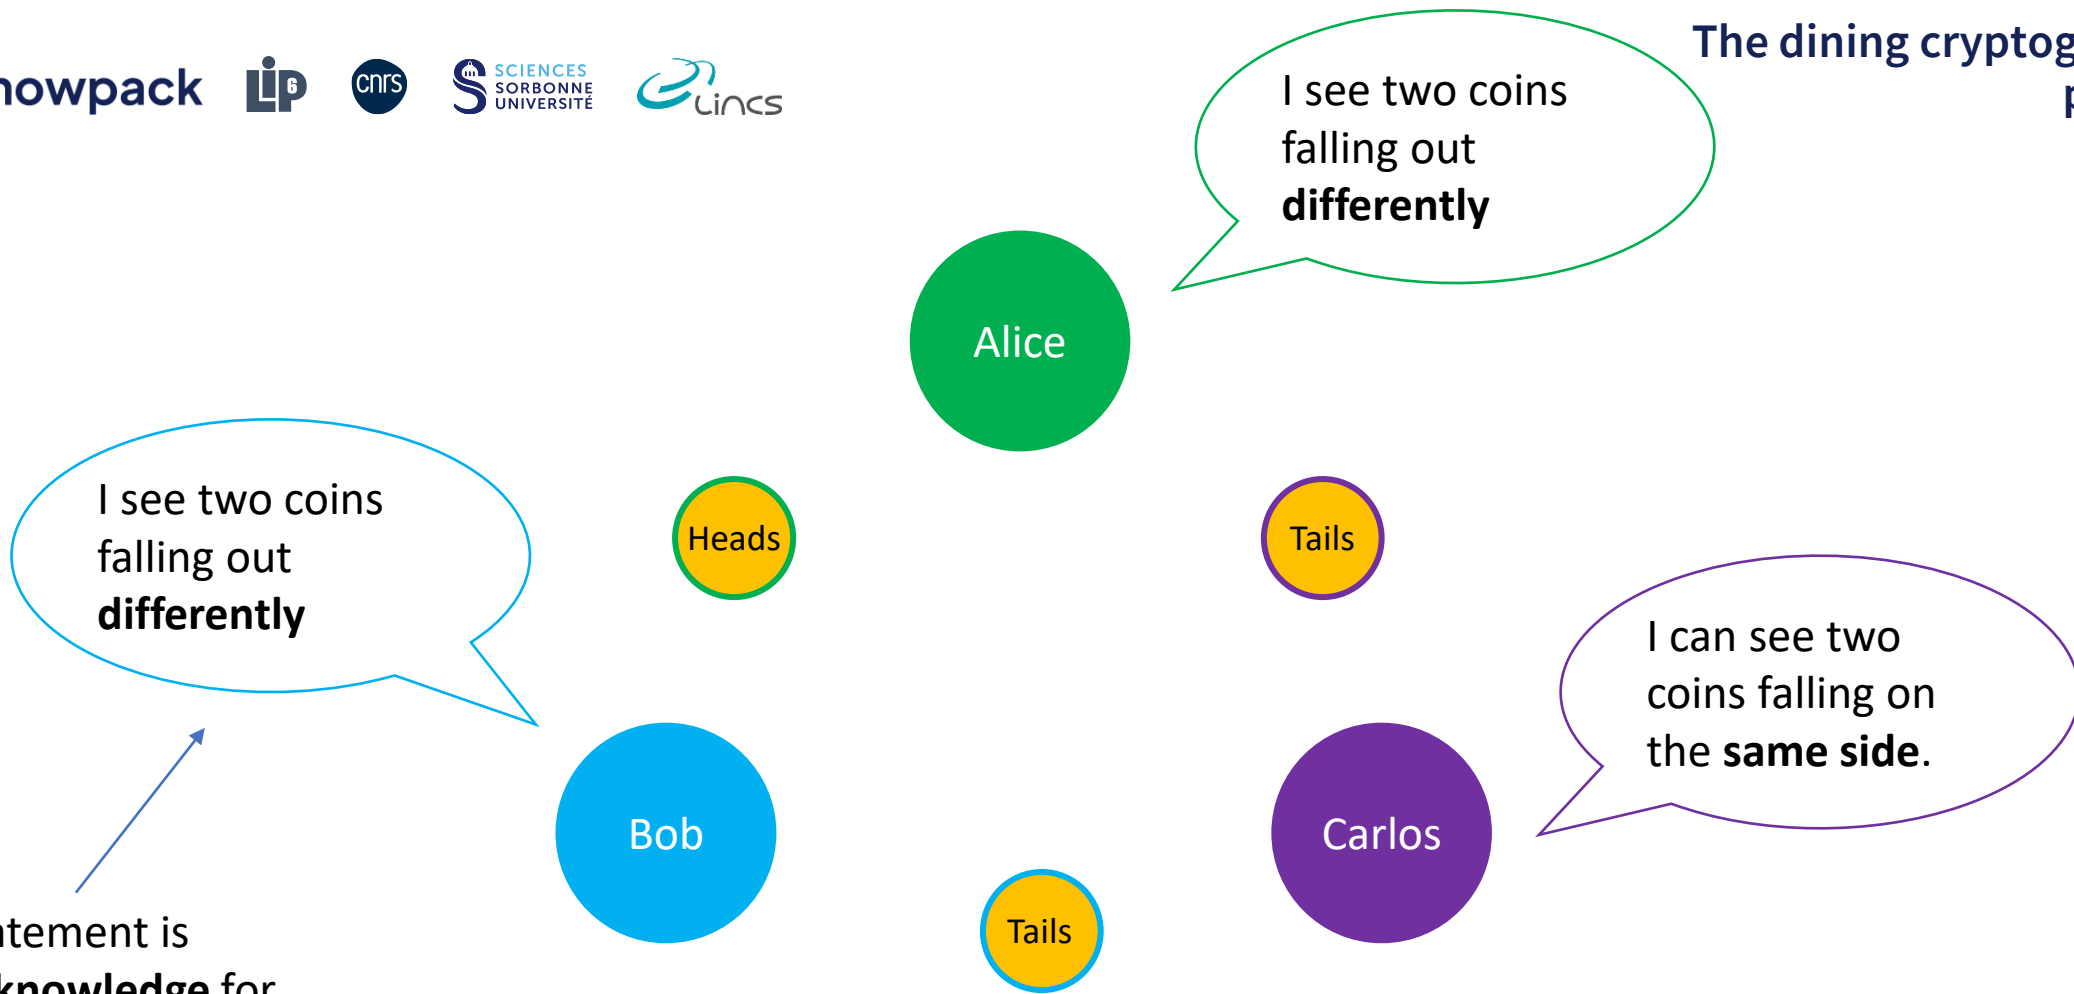 nowpack
LiP6
cnrs
SCIENCES
SORBONNE
UNIVERSITÉ
Lincs
The dining cryptog
p
I see two coins
falling out
differently
Alice
I see two coins
falling out
differently
Heads
Tails
I can see two
coins falling on
the same side.
Bob
Carlos
Tails
atement is
knowledge for